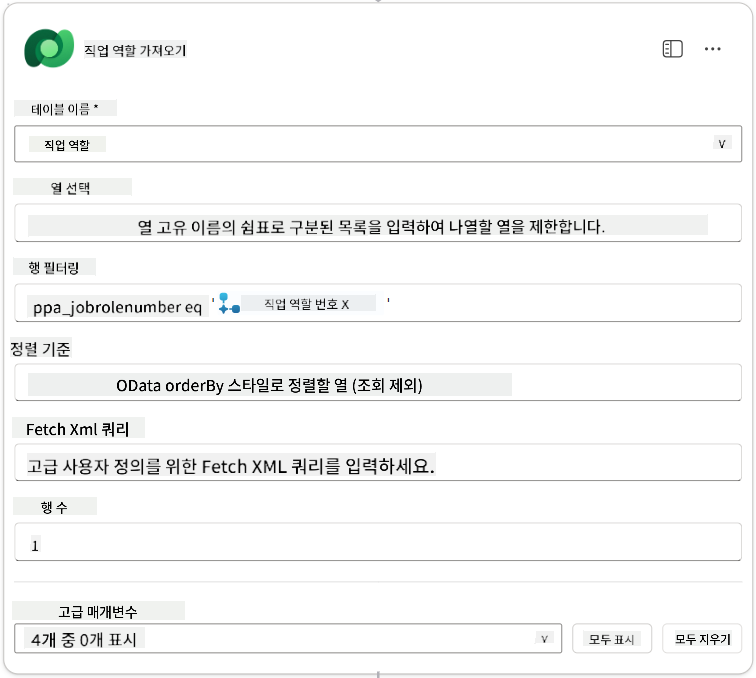 직업 역할 가져오기
테이블 이름 *
직업 역할
열 선택
열 고유 이름의 쉼표로 구분된 목록을 입력하여 나열할 열을 제한합니다.
행 필터링
ppa_jobrolenumber eq ' 직업 역할 번호 X '
정렬 기준
OData orderBy 스타일로 정렬할 열 (조회 제외)
Fetch Xml 쿼리
고급 사용자 정의를 위한 Fetch XML 쿼리를 입력하세요.
행 수
1
고급 매개변수
4개 중 0개 표시 모두 표시 모두 지우기